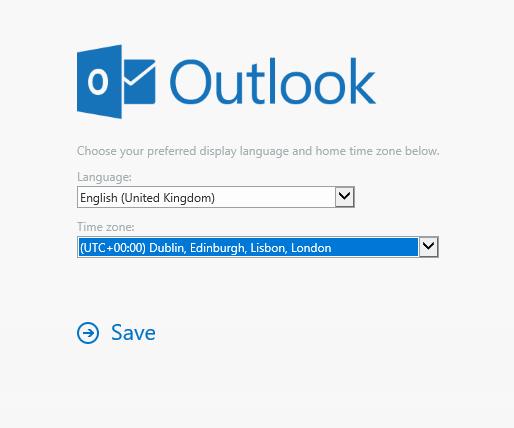 Outlook
Choose your preferred display language and home time zone below.
Language:
English (United Kingdom)
Time zone:
(UTC+00:00) Dublin, Edinburgh, Lisbon, London
Save